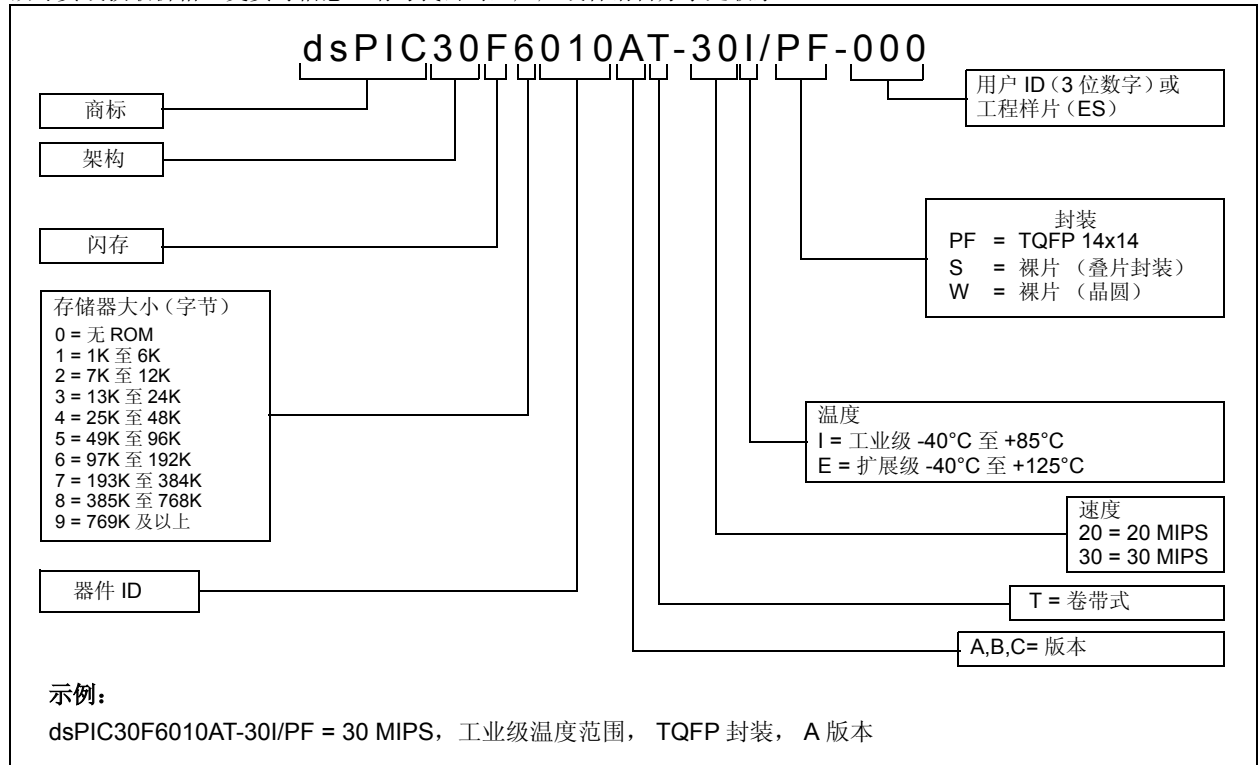 dsPIC30F6010AT-30I/PF-000
用户 ID（3 位数字）或
工程样片（ES）
商标
架构
闪存
封装
PF = TQFP 14x14
S = 裸片 （叠片封装）
W = 裸片 （晶圆）
存储器大小（字节）
0 = 无 ROM
1 = 1K 至 6K
2 = 7K 至 12K
3 = 13K 至 24K
4 = 25K 至 48K
5 = 49K 至 96K
6 = 97K 至 192K
7 = 193K 至 384K
8 = 385K 至 768K
9 = 769K 及以上
温度
I = 工业级 -40°C 至 +85°C
E = 扩展级 -40°C 至 +125°C
速度
20 = 20 MIPS
30 = 30 MIPS
器件 ID
T = 卷带式
A,B,C= 版本
示例：
dsPIC30F6010AT-30I/PF = 30 MIPS，工业级温度范围， TQFP 封装， A 版本